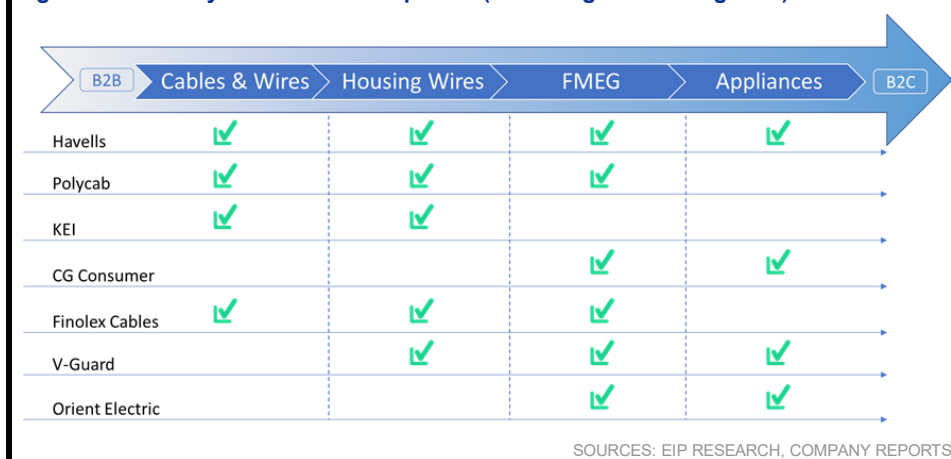 B2B Cables & Wires Housing Wires FMEG Appliances B2C
Havells
Polycab
KEI
CG Consumer
Finolex Cables
V-Guard
Orient Electric
SOURCES: EIP RESEARCH, COMPANY REPORTS